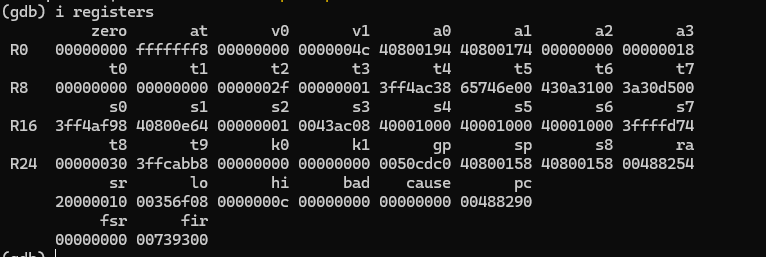 (gdb) i registers
zero at v0 v1 a0 a1 a2 a3
R0 00000000 fffffff8 00000000 0000004c 40800194 40800174 00000000 00000018
t0 t1 t2 t3 t4 t5 t6 t7
R8 00000000 00000000 0000002f 00000001 3ff4ac38 65746e00 430a3100 3a30d500
s0 s1 s2 s3 s4 s5 s6 s7
R16 3ff4af98 40800e64 00000001 0043ac08 40001000 40001000 40001000 3ffffd74
t8 t9 k0 k1 gp sp s8 ra
R24 00000030 3ffcabb8 00000000 00000000 0050cdc0 40800158 40800158 00488254
sr lo hi bad cause pc
20000010 00356f08 0000000c 00000000 00000000 00488290
fsr fir
00000000 00739300
(gdb)